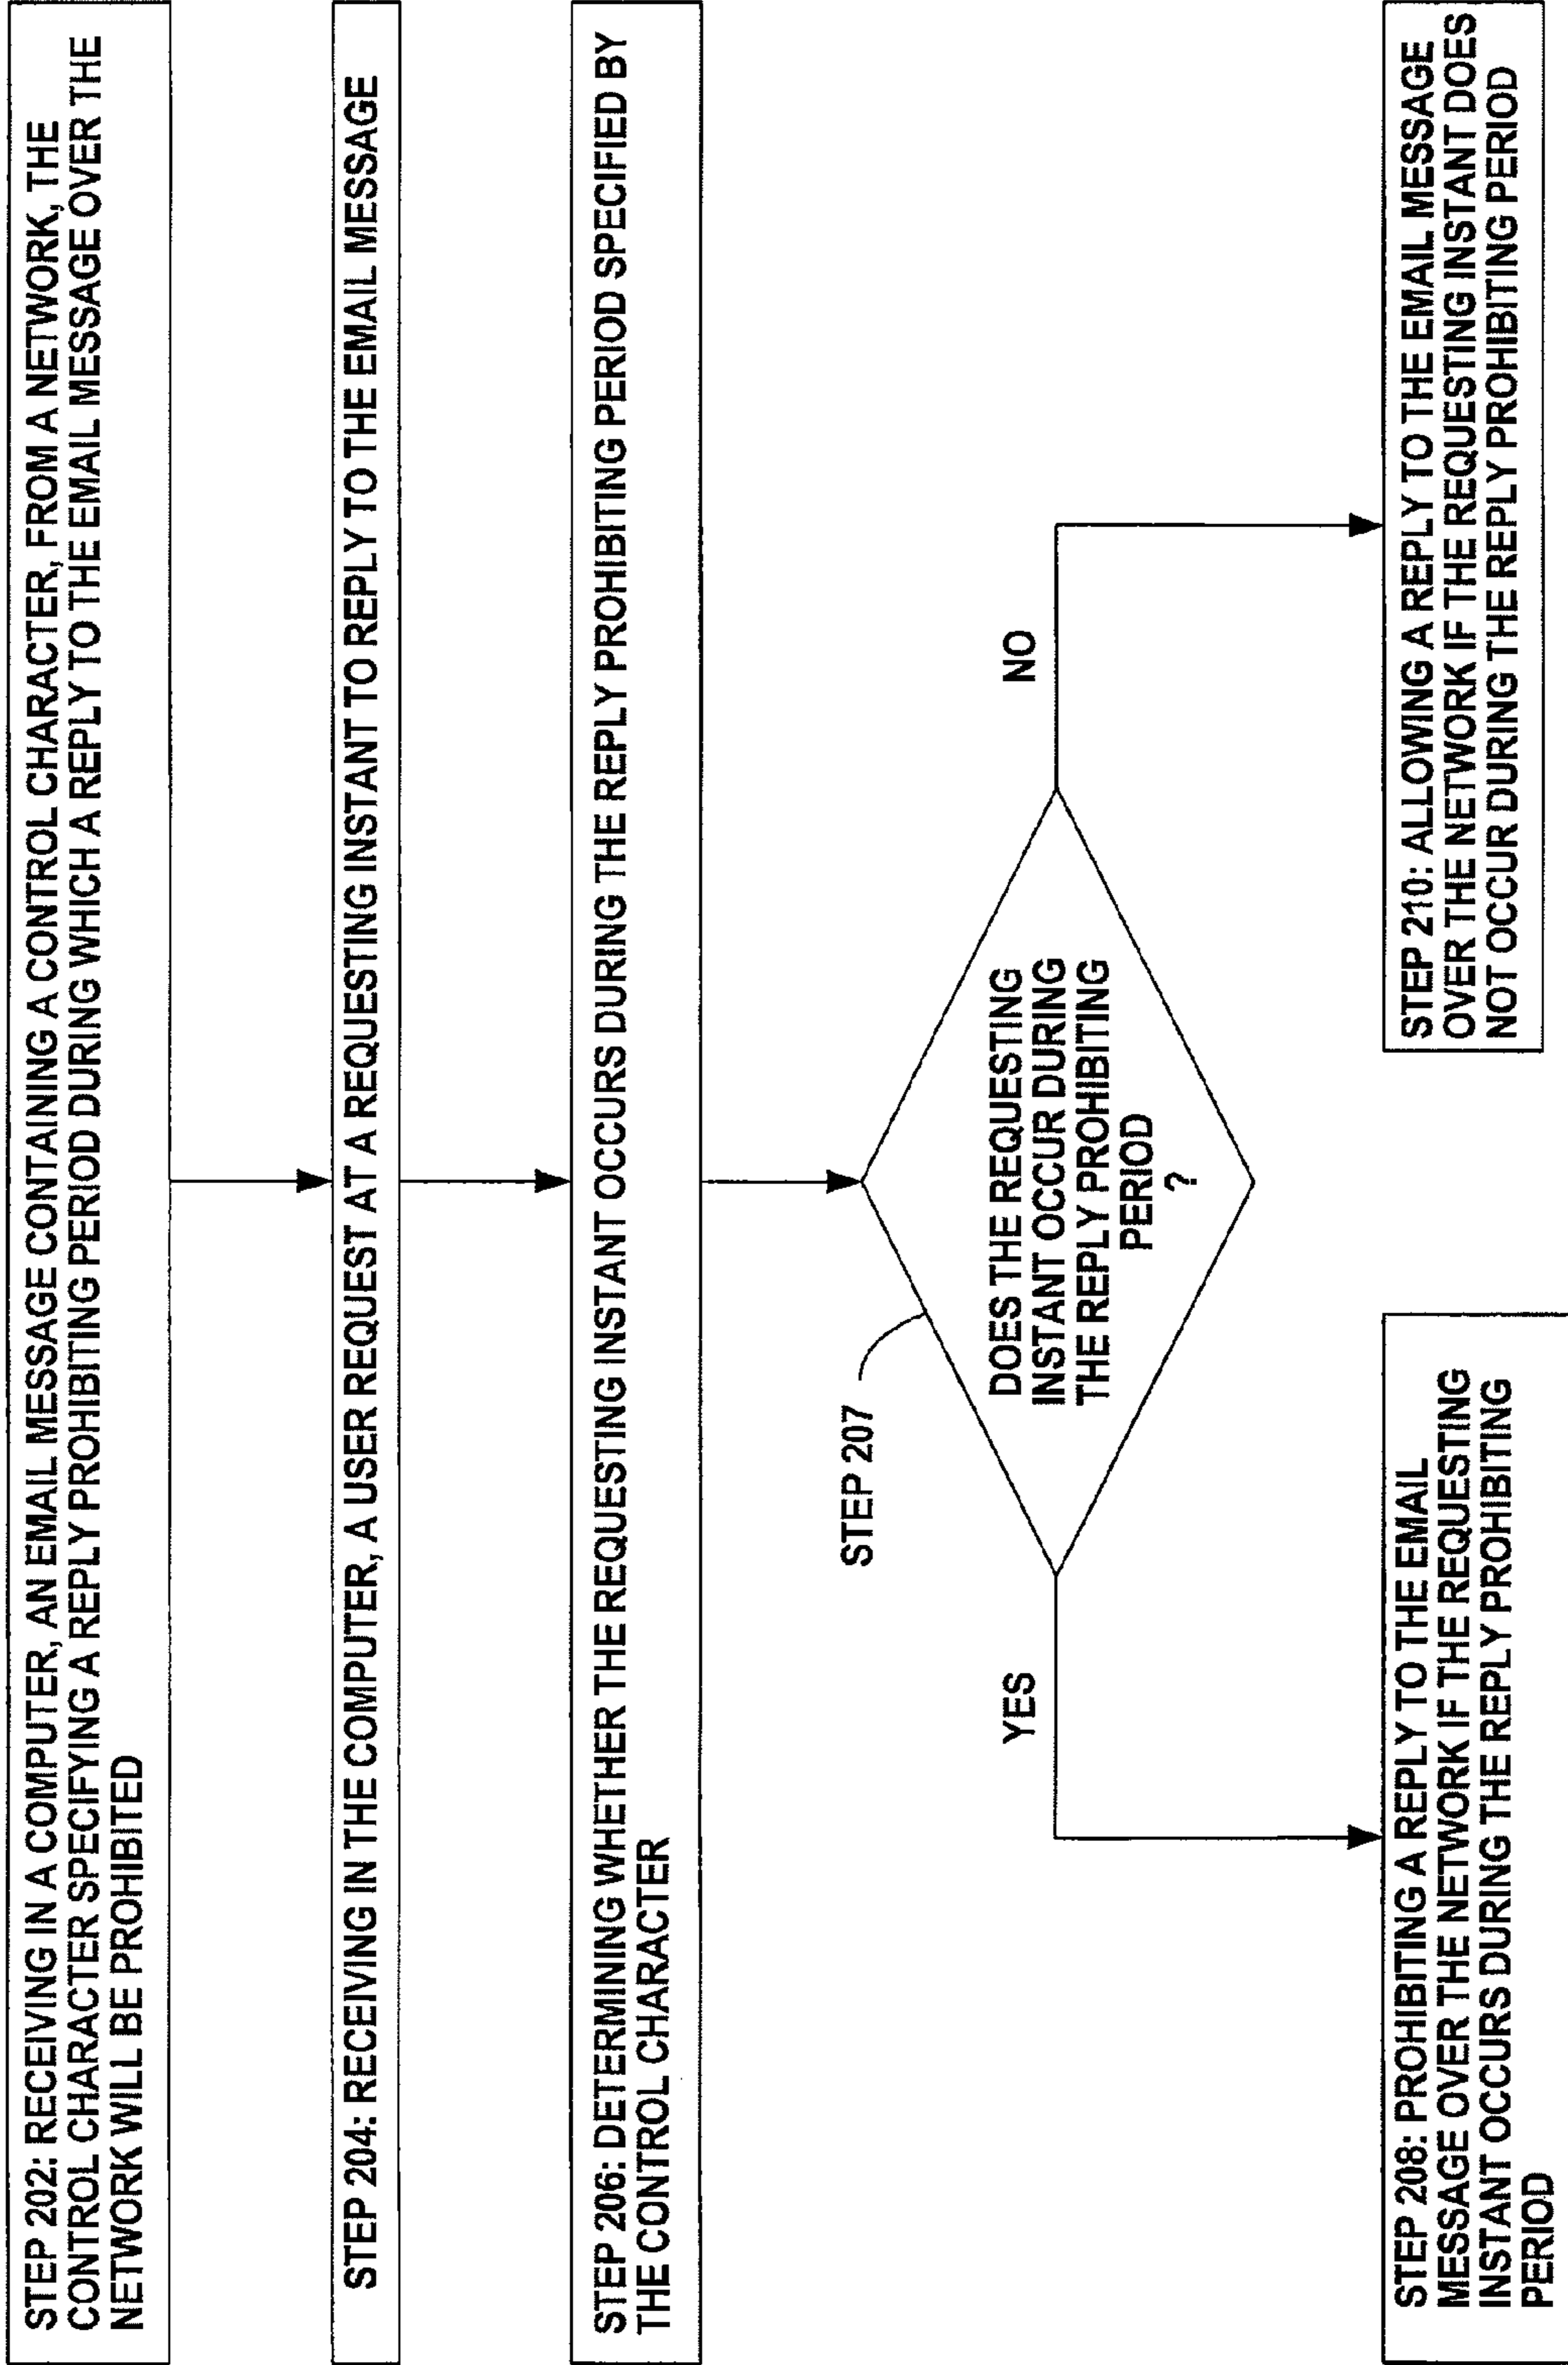 STEP 202: RECEIVING IN A COMPUTER, AN EMAIL MESSAGE CONTAINING A CONTROL CHARACTER, FROM A NETWORK, THE
CONTROL CHARACTER SPECIFYING A REPLY PROHIBITING PERIOD DURING WHICH A REPLY TO THE EMAIL MESSAGE OVER THE
NETWORK WILL BE PROHIBITED
STEP 204: RECEIVING IN THE COMPUTER, A USER REQUEST AT A REQUESTING INSTANT TO REPLY TO THE EMAIL MESSAGE
STEP 206: DETERMINING WHETHER THE REQUESTING INSTANT OCCURS DURING THE REPLY PROHIBITING PERIOD SPECIFIED BY
THE CONTROL CHARACTER
STEP 207
DOES THE REQUESTING
INSTANT OCCUR DURING
THE REPLY PROHIBITING
PERIOD
?
YES
NO
STEP 208: PROHIBITING A REPLY TO THE EMAIL
MESSAGE OVER THE NETWORK IF THE REQUESTING
INSTANT OCCURS DURING THE REPLY PROHIBITING
PERIOD
STEP 210: ALLOWING A REPLY TO THE EMAIL MESSAGE
OVER THE NETWORK IF THE REQUESTING INSTANT DOES
NOT OCCUR DURING THE REPLY PROHIBITING PERIOD